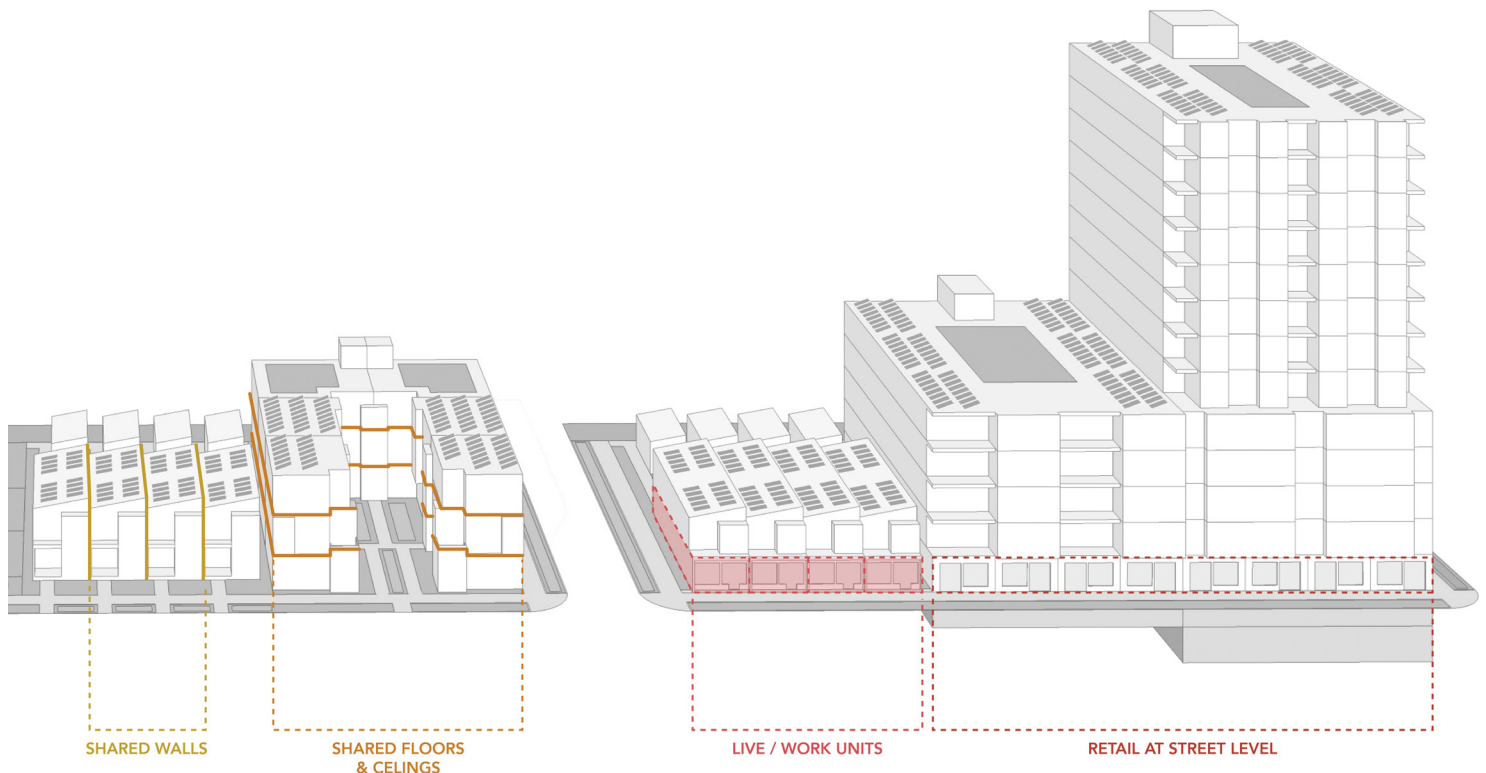 SHARED WALLS
SHARED FLOORS
& CELINGS
LIVE / WORK UNITS
RETAIL AT STREET LEVEL